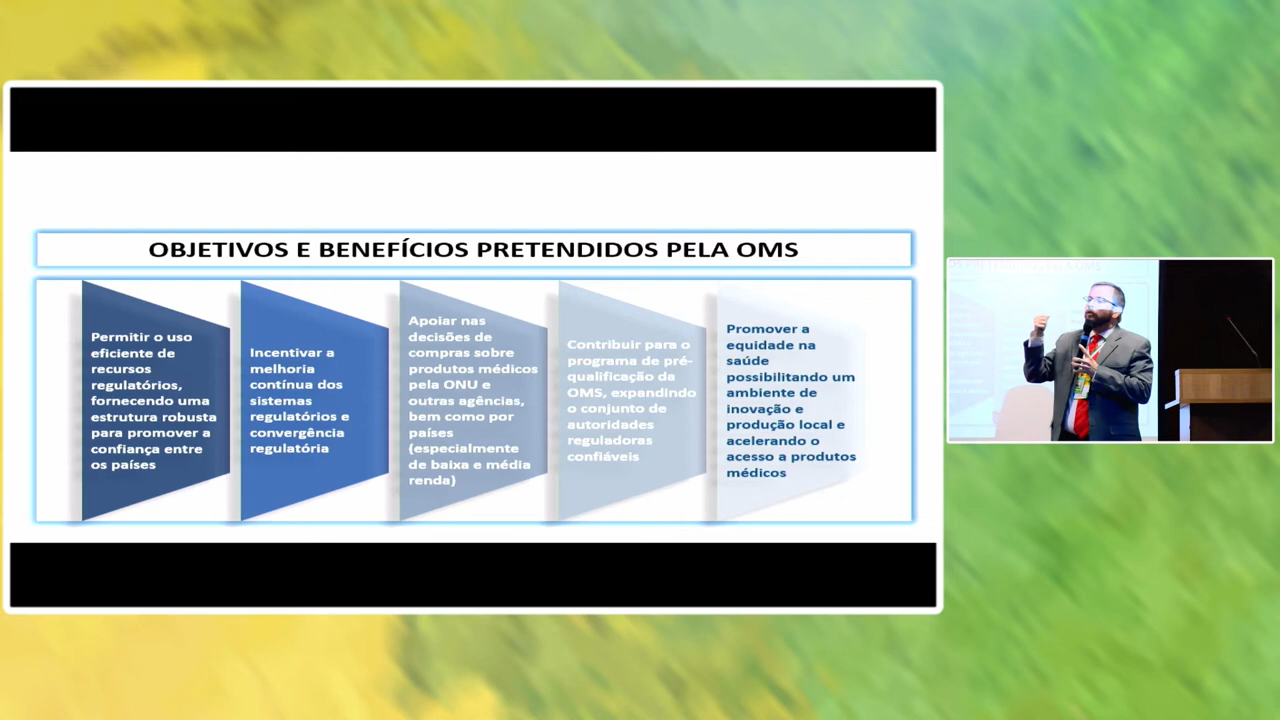 OBJETIVOS E BENEFÍCIOS PRETENDIDOS PELA OMS
Permitir o uso
eficiente de
recursos
regulatórios,
fornecendo uma
estrutura robusta
para promover a
confiança entre
os países
Incentivar a
melhoria
contínua dos
sistemas
regulatórios e
convergência
regulatória
Apoiar nas
decisões de
compras sobre
produtos médicos
pela ONU e
outras agências,
bem como por
países
(especialmente
de baixa e média
renda)
Contribuir para o
programa de pré-
qualificação da
OMS, expandindo
o conjunto de
autoridades
reguladoras
confiáveis
Promover a
equidade na
saúde
possibilitando um
ambiente de
inovação e
produção local e
acelerando o
acesso a produtos
médicos